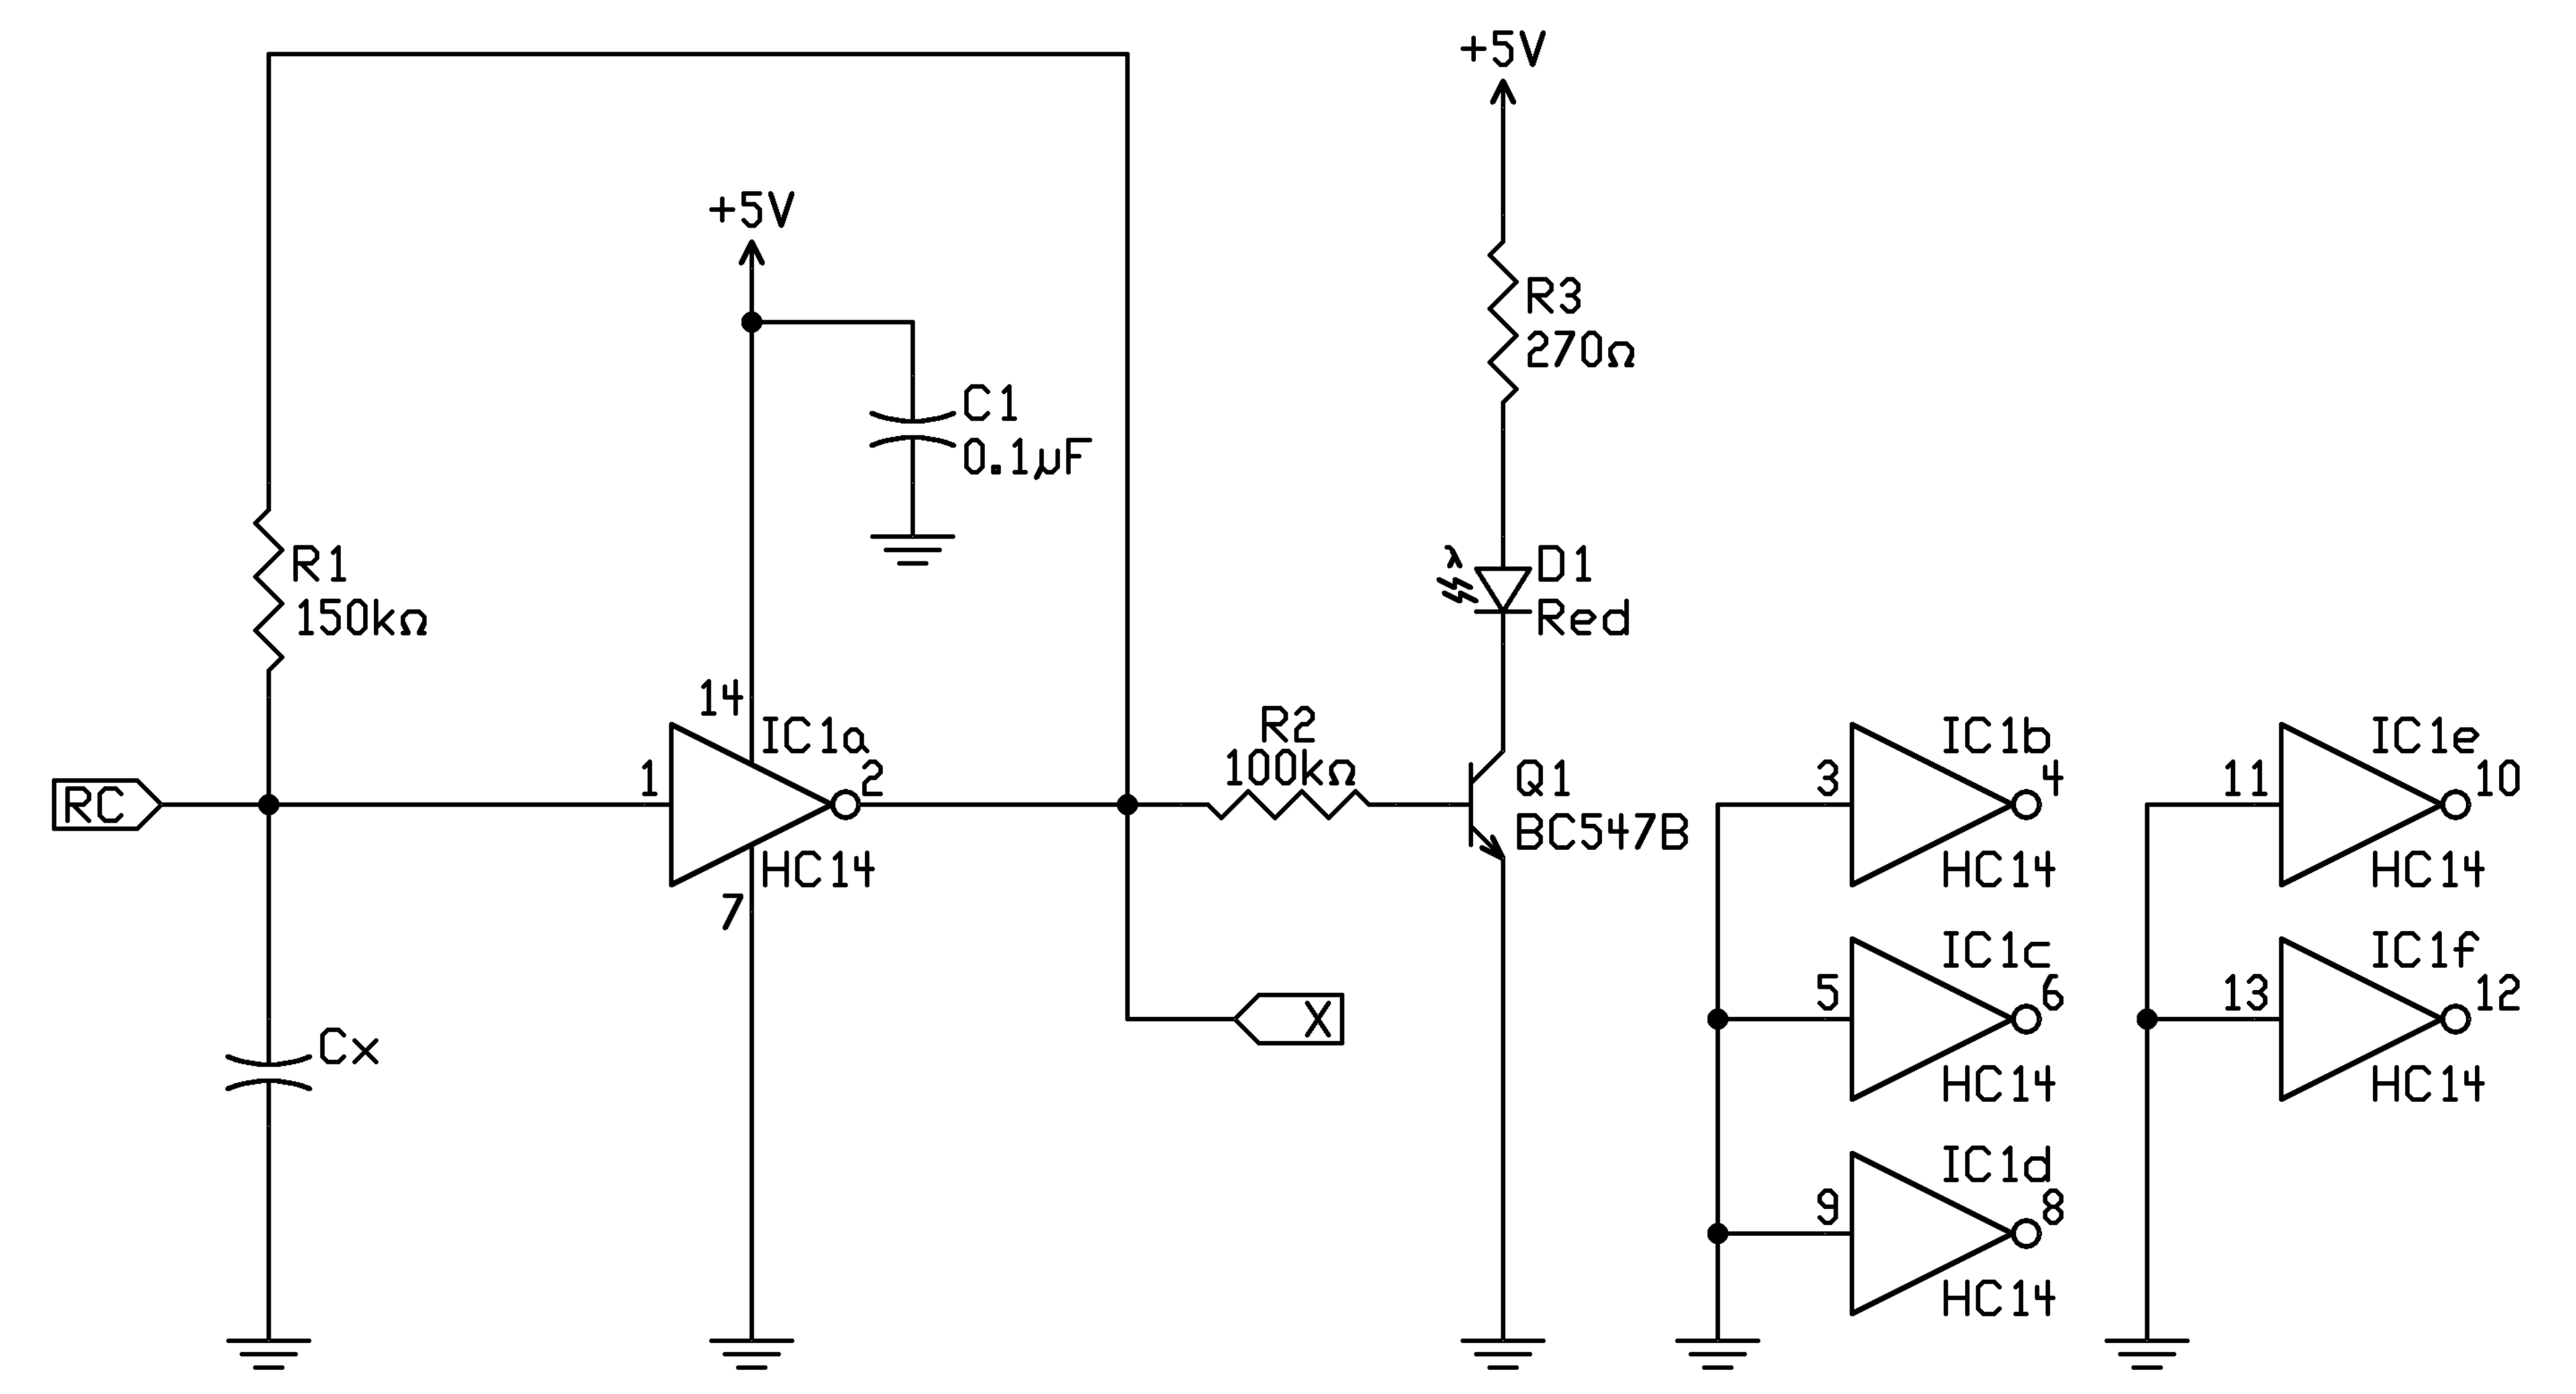 +5V
+5V
R3
270Ω
C1
0.1µF
R1
150kΩ
D1
Red
14
IC1a
1
2
HC14
7
RC
R2
100kΩ
Q1
BC547B
X
Cx
IC1b
3
4
HC14
IC1c
5
6
HC14
IC1d
9
8
HC14
IC1e
11
10
HC14
IC1f
13
12
HC14